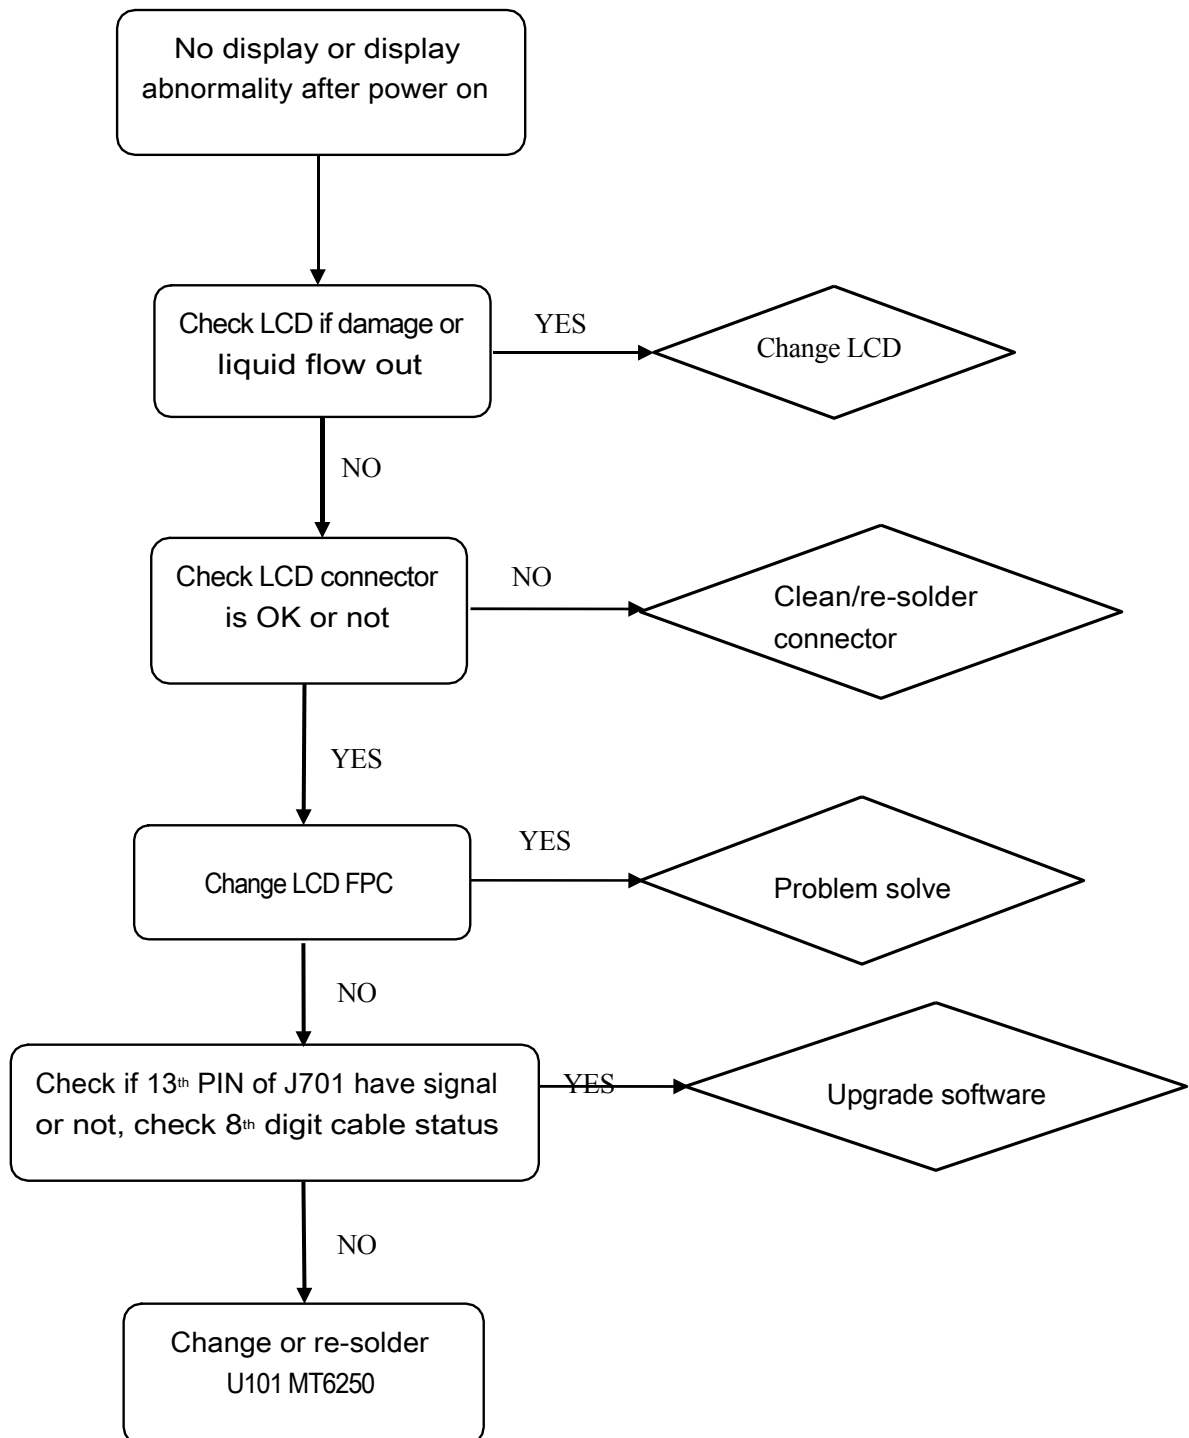 No display or display
abnormality after power on
Check LCD if damage or
liquid flow out
YES
Change LCD
NO
Check LCD connector
is OK or not
NO
Clean/re-solder
connector
YES
Change LCD FPC
YES
Problem solve
NO
Check if 13th PIN of J701 have signal
or not, check 8th digit cable status
YES
Upgrade software
NO
Change or re-solder
U101 MT6250